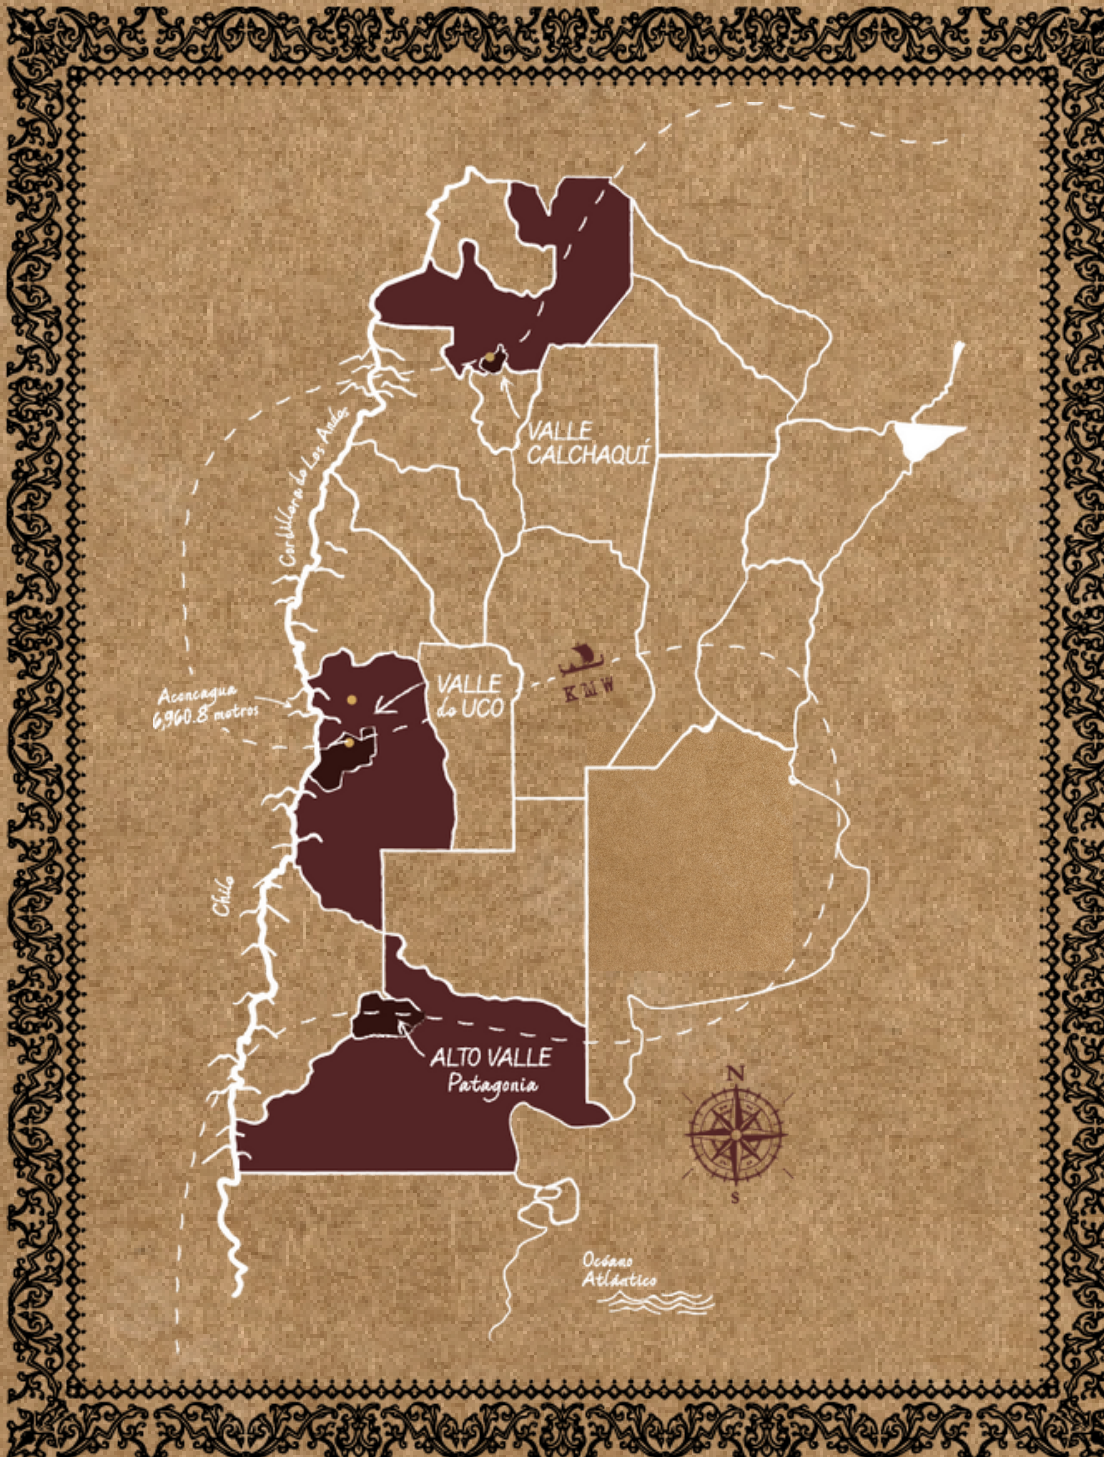 VALLE
CALCHAQUÍ
Cordillera de Los Andes
Aconcagua
6,960.8 metros
VALLE
de UCO
KMW
Chile
ALTO VALLE
Patagonia
N
S
Océano
Atlántico